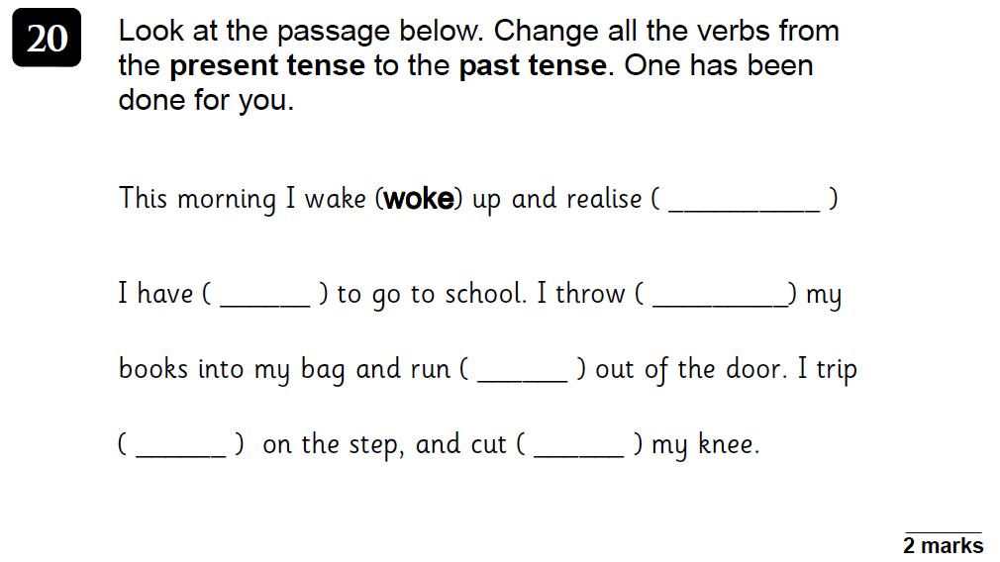 20
Look at the passage below. Change all the verbs from
the present tense to the past tense. One has been
done for you.
This morning I wake (woke) up and realise ( __________ )
I have ( ______ ) to go to school. I throw ( _________) my
books into my bag and run ( ______ ) out of the door. I trip
( ______ ) on the step, and cut ( ______ ) my knee.
2 marks